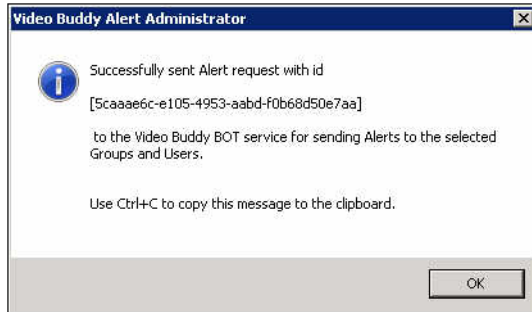 Video Buddy Alert Administrator
Successfully sent Alert request with id
[5caaae6c-e105-4953-aabd-f0b68d50e7aa]
to the Video Buddy BOT service for sending Alerts to the selected
Groups and Users.
Use Ctrl+C to copy this message to the clipboard.
OK